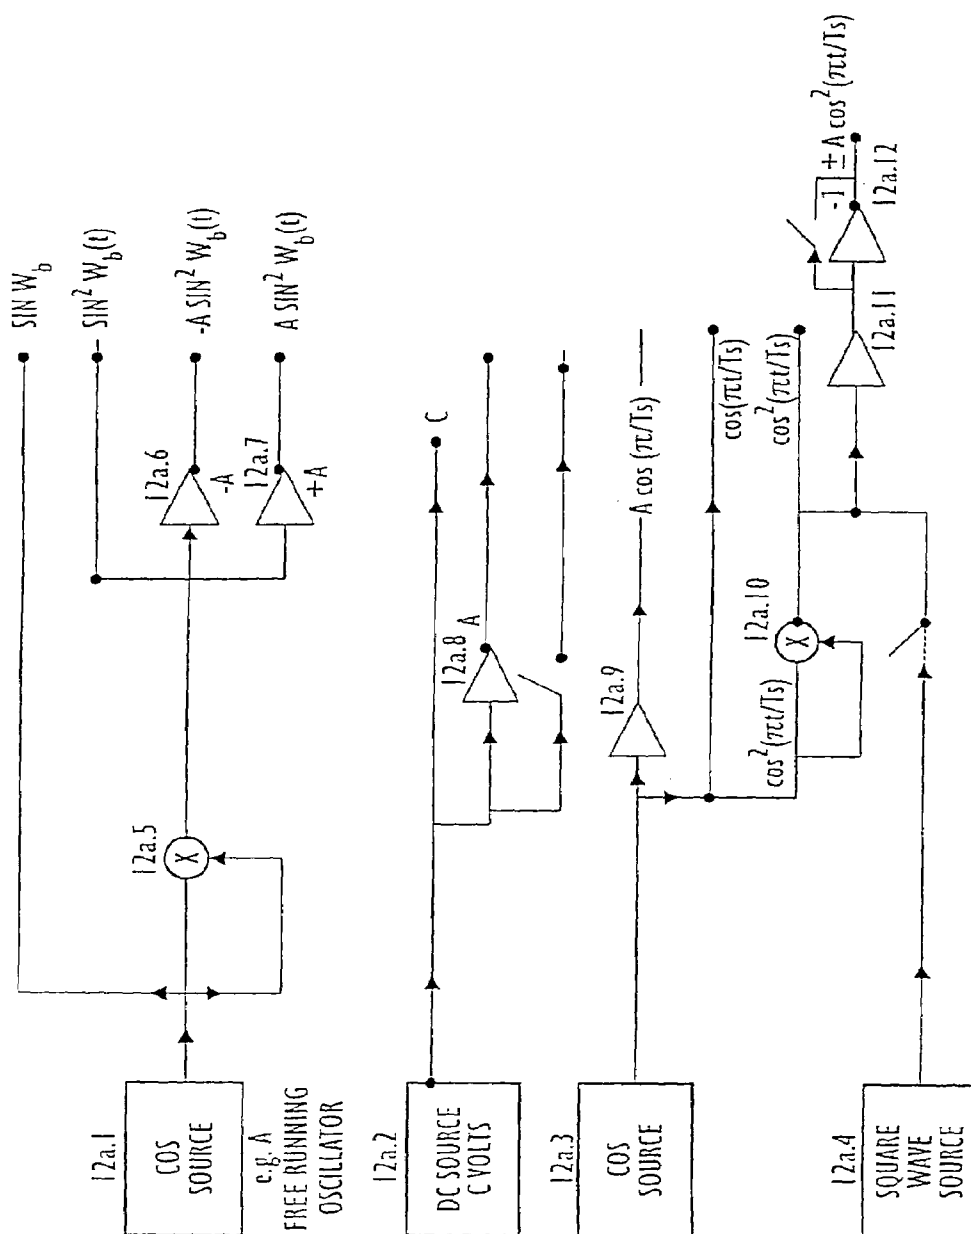 12a.1
COS
SOURCE
e.g. A
FREE RUNNING
OSCILLATOR
12a.5
X
12a.6
-A
12a.7
+A
SIN W_b
SIN² W_b(t)
-A SIN² W_b(t)
A SIN² W_b(t)
12a.2
DC SOURCE
C VOLTS
C
12a.8
A
12a.3
COS
SOURCE
12a.9
A cos (π/Ts)
cos(πt/Ts)
cos²(πt/Ts)
cos²(πt/Ts)
12a.10
X
12a.11
-1
12a.12
± A cos²(πt/Ts)
12a.4
SQUARE
WAVE
SOURCE